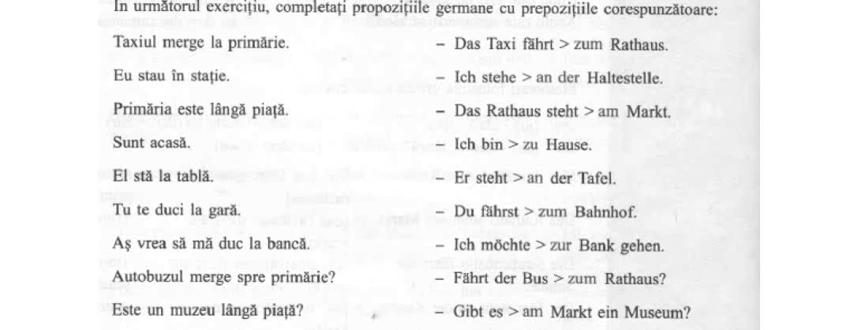 În următorul exercițiu, completați propozițiile germane cu prepozițiile corespunzătoare:
Taxiul merge la primărie. – Das Taxi fährt > zum Rathaus.
Eu stau în stație. – Ich stehe > an der Haltestelle.
Primăria este lângă piață. – Das Rathaus steht > am Markt.
Sunt acasă. – Ich bin > zu Hause.
El stă la tablă. – Er steht > an der Tafel.
Tu te duci la gară. – Du fährst > zum Bahnhof.
Aș vrea să mă duc la bancă. – Ich möchte > zur Bank gehen.
Autobuzul merge spre primărie? – Fährt der Bus > zum Rathaus?
Este un muzeu lângă piață? – Gibt es > am Markt ein Museum?